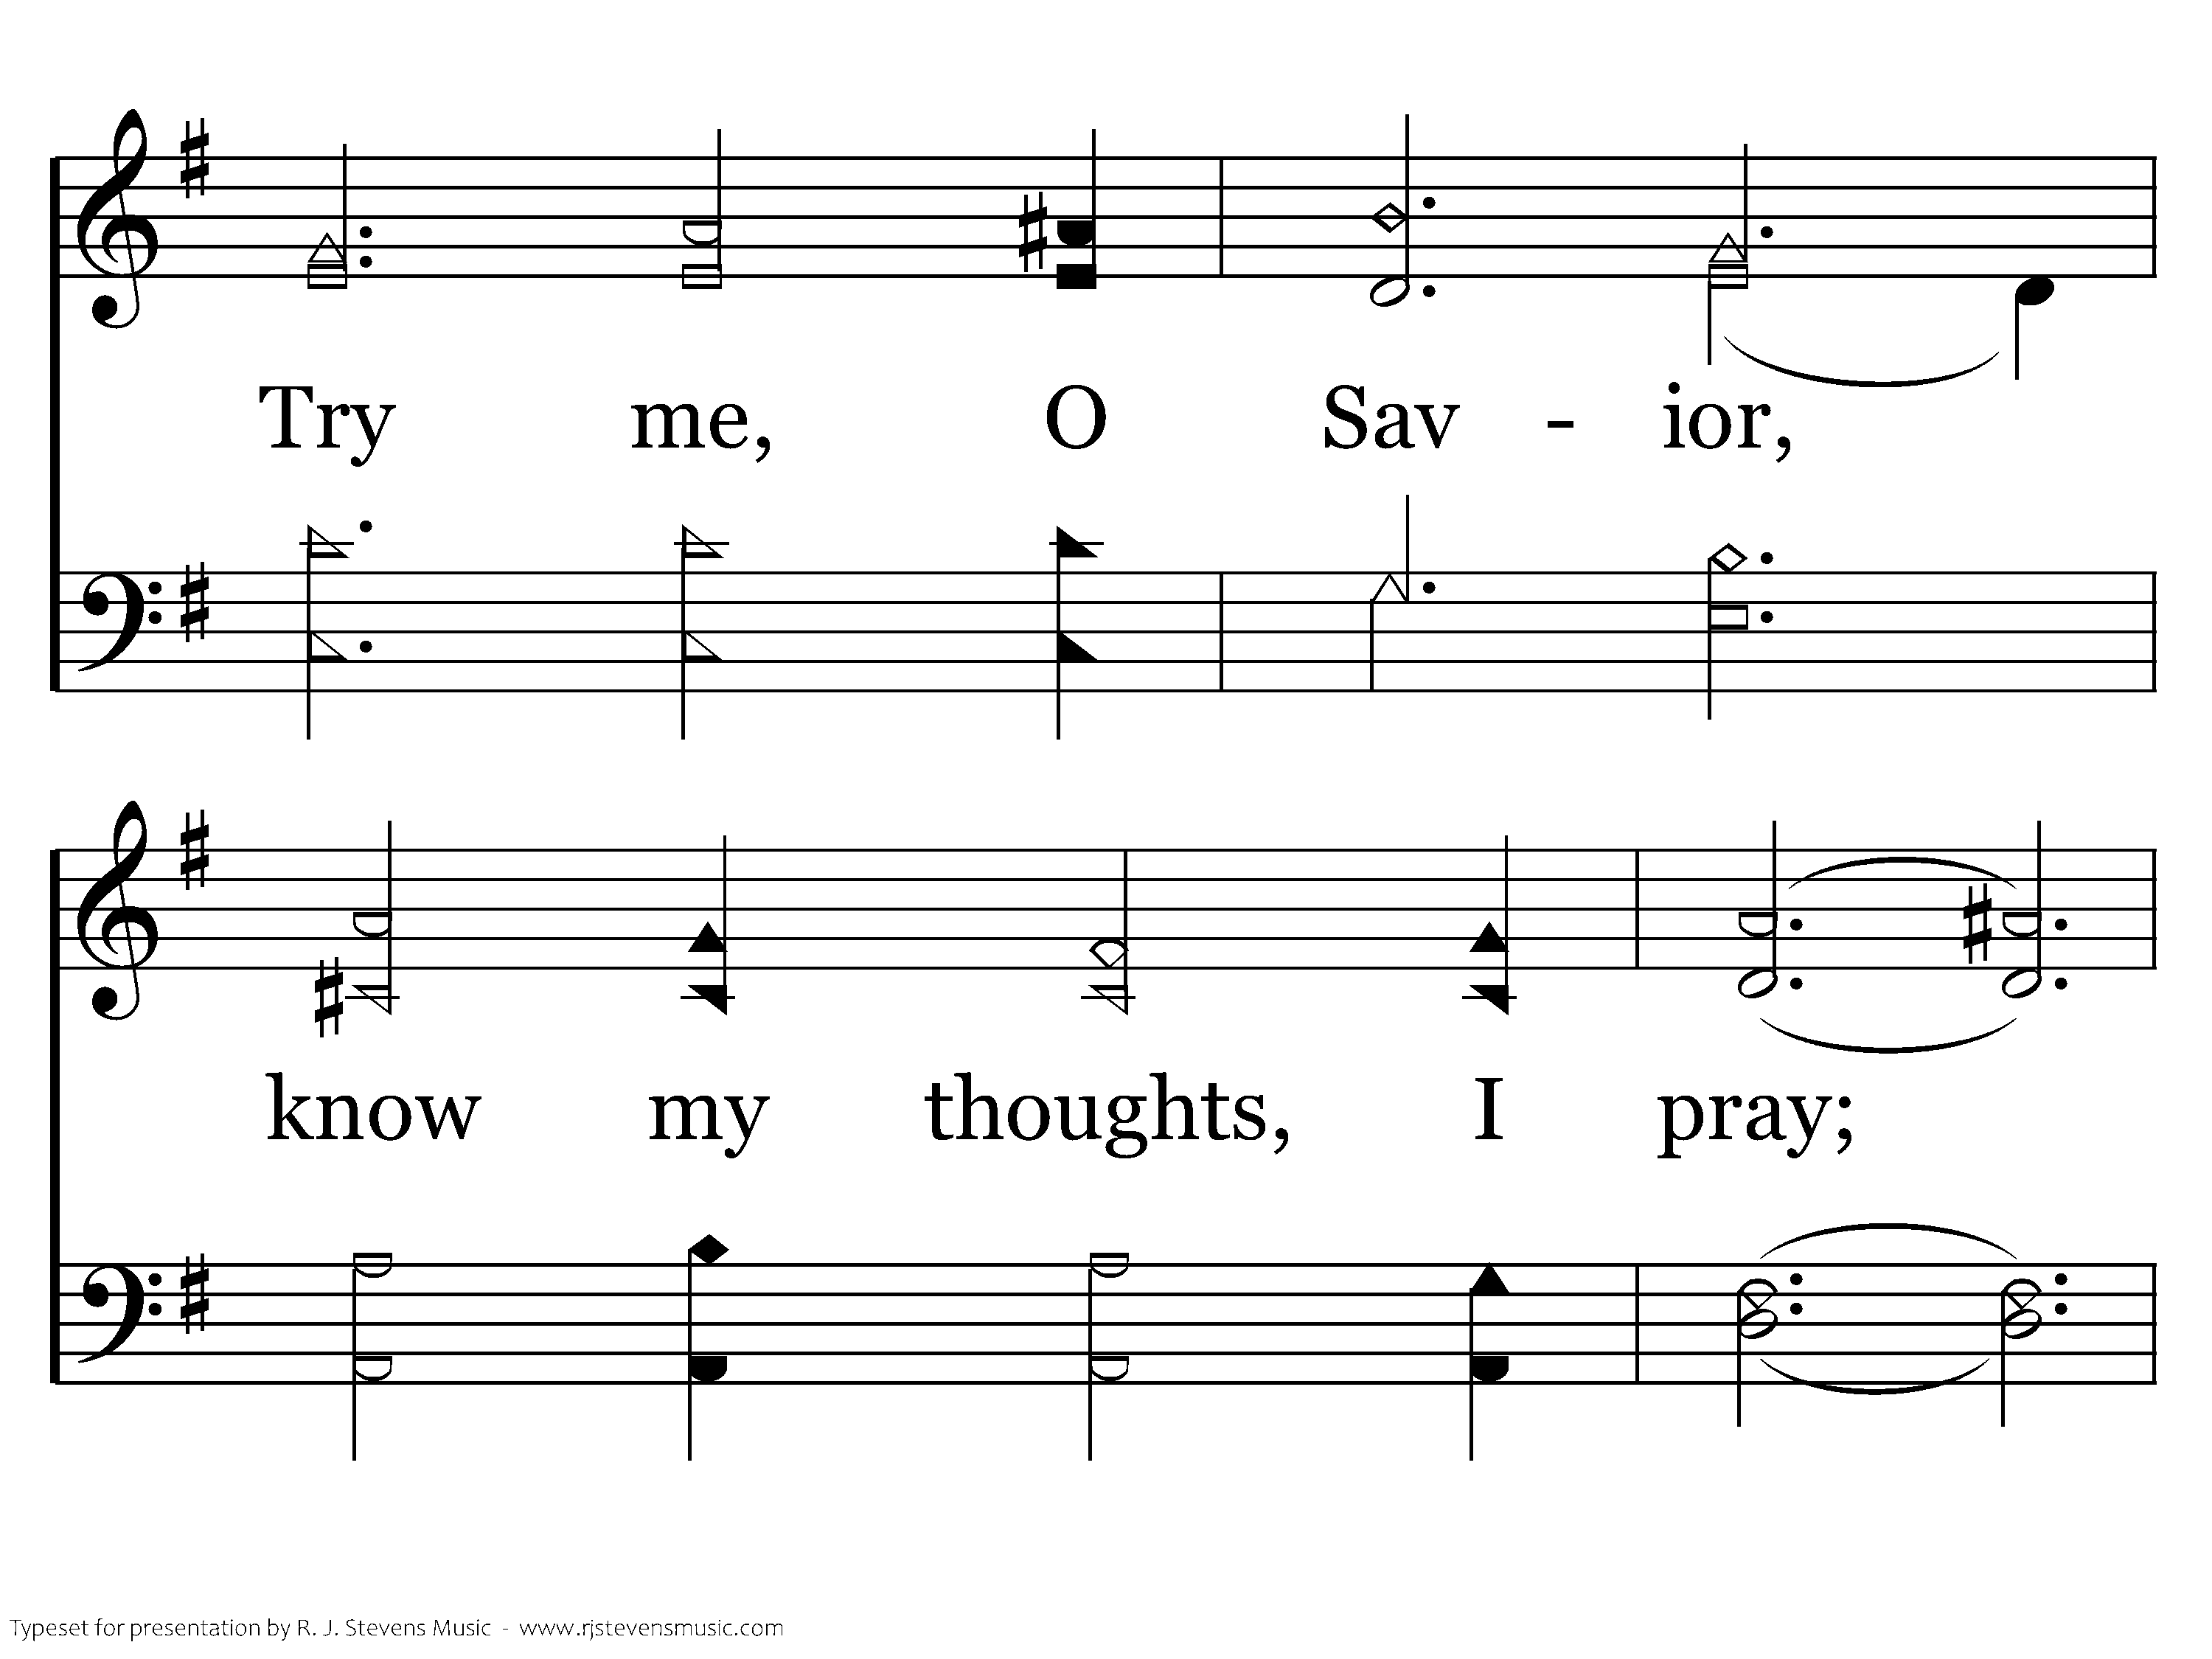 Try me, O Sav - ior,
know my thoughts, I pray;
Typeset for presentation by R. J. Stevens Music - www.rjstevensmusic.com